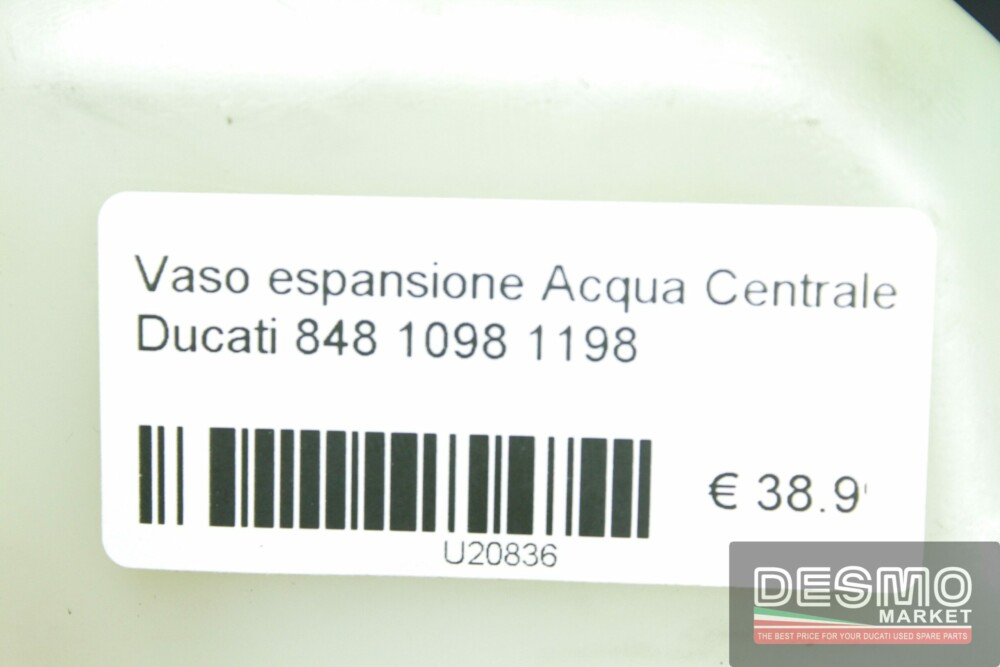 Vaso espansione Acqua Centrale
Ducati 848 1098 1198
€ 38.9
U20836
DESMO
MARKET
THE BEST PRICE FOR YOUR DUCATI USED SPARE PARTS